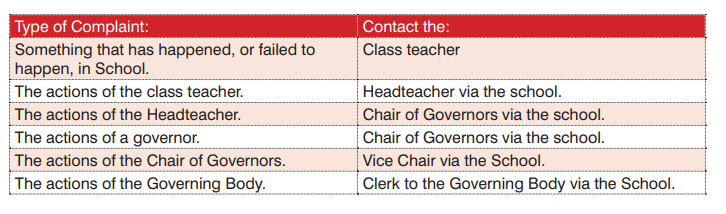 Type of Complaint: Contact the:
Something that has happened, or failed to Class teacher
happen, in School.
The actions of the class teacher. Headteacher via the school.
The actions of the Headteacher. Chair of Governors via the school.
The actions of a governor. Chair of Governors via the school.
The actions of the Chair of Governors. Vice Chair via the School.
The actions of the Governing Body. Clerk to the Governing Body via the School.